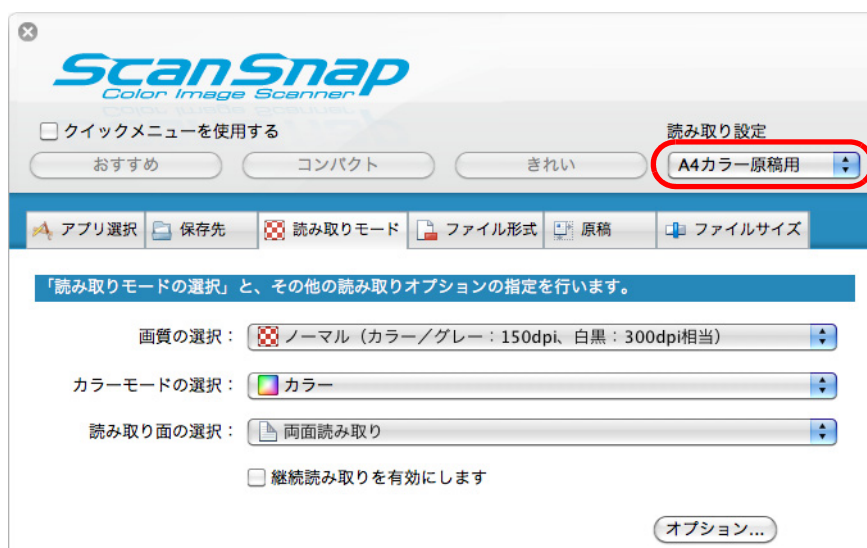 ScanSnap
Color Image Scanner
クイックメニューを使用する
読み取り設定
おすすめ コンパクト きれい A4カラー原稿用
アプリ選択 保存先 読み取りモード ファイル形式 原稿 ファイルサイズ
「読み取りモードの選択」と、その他の読み取りオプションの指定を行います。
画質の選択： ノーマル（カラー／グレー：150dpi、白黒：300dpi相当）
カラーモードの選択： カラー
読み取り面の選択： 両面読み取り
継続読み取りを有効にします
オプション...